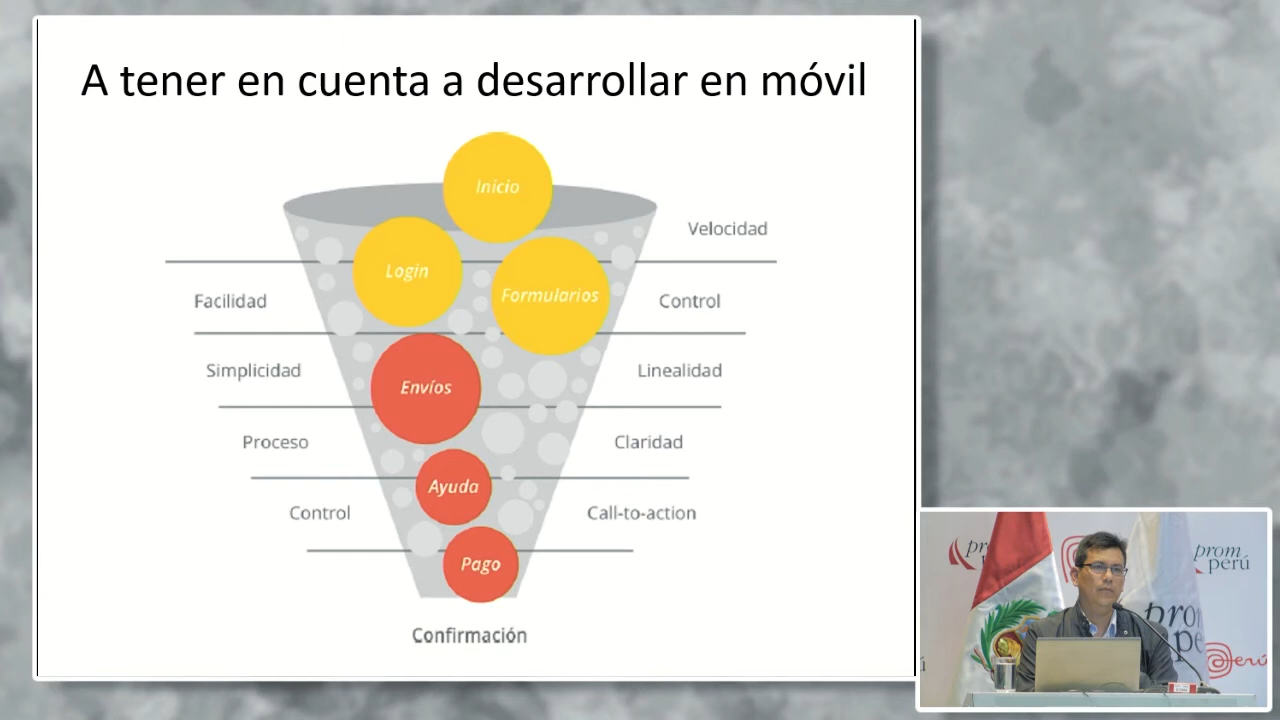 A tener en cuenta a desarrollar en móvil
Inicio
Velocidad
Login
Formularios
Facilidad
Control
Simplicidad
Envíos
Linealidad
Proceso
Claridad
Ayuda
Control
Call-to-action
Pago
Confirmación
prom
perú
Perú